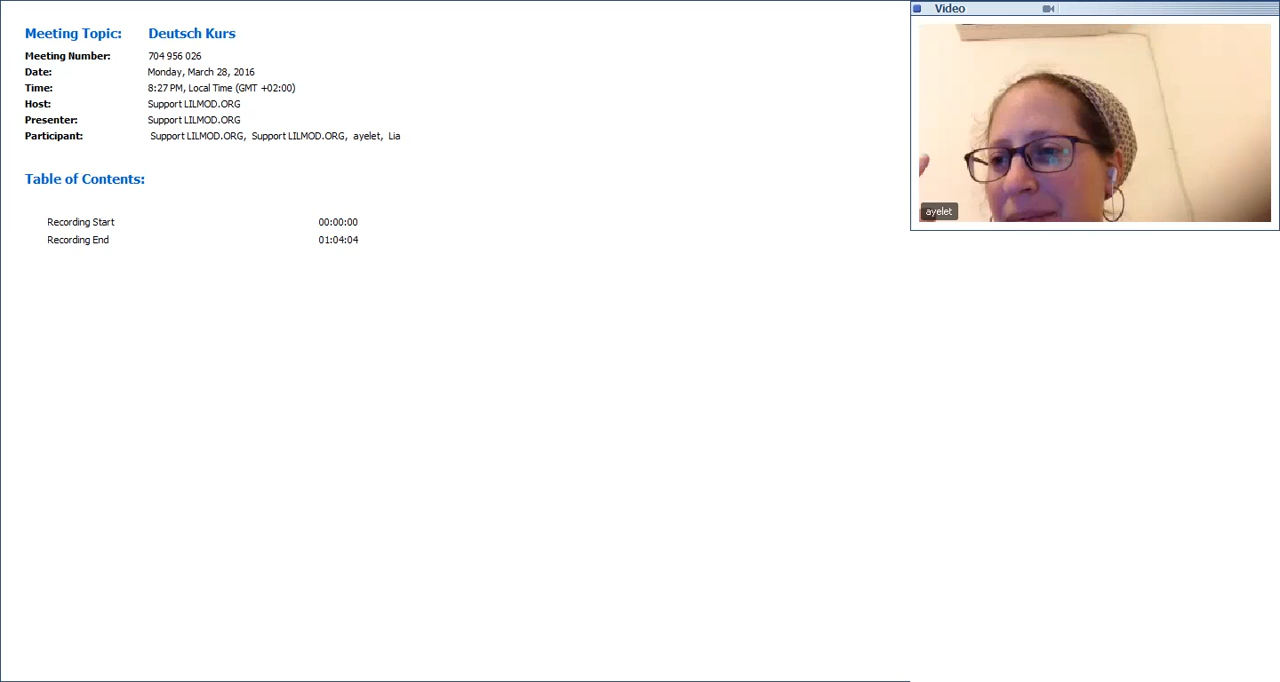 Meeting Topic: Deutsch Kurs
Meeting Number: 704 956 026
Date: Monday, March 28, 2016
Time: 8:27 PM, Local Time (GMT +02:00)
Host: Support LILMOD.ORG
Presenter: Support LILMOD.ORG
Participant: Support LILMOD.ORG, Support LILMOD.ORG, ayelet, Lia
Table of Contents:
Recording Start 00:00:00
Recording End 01:04:04
Video
ayelet